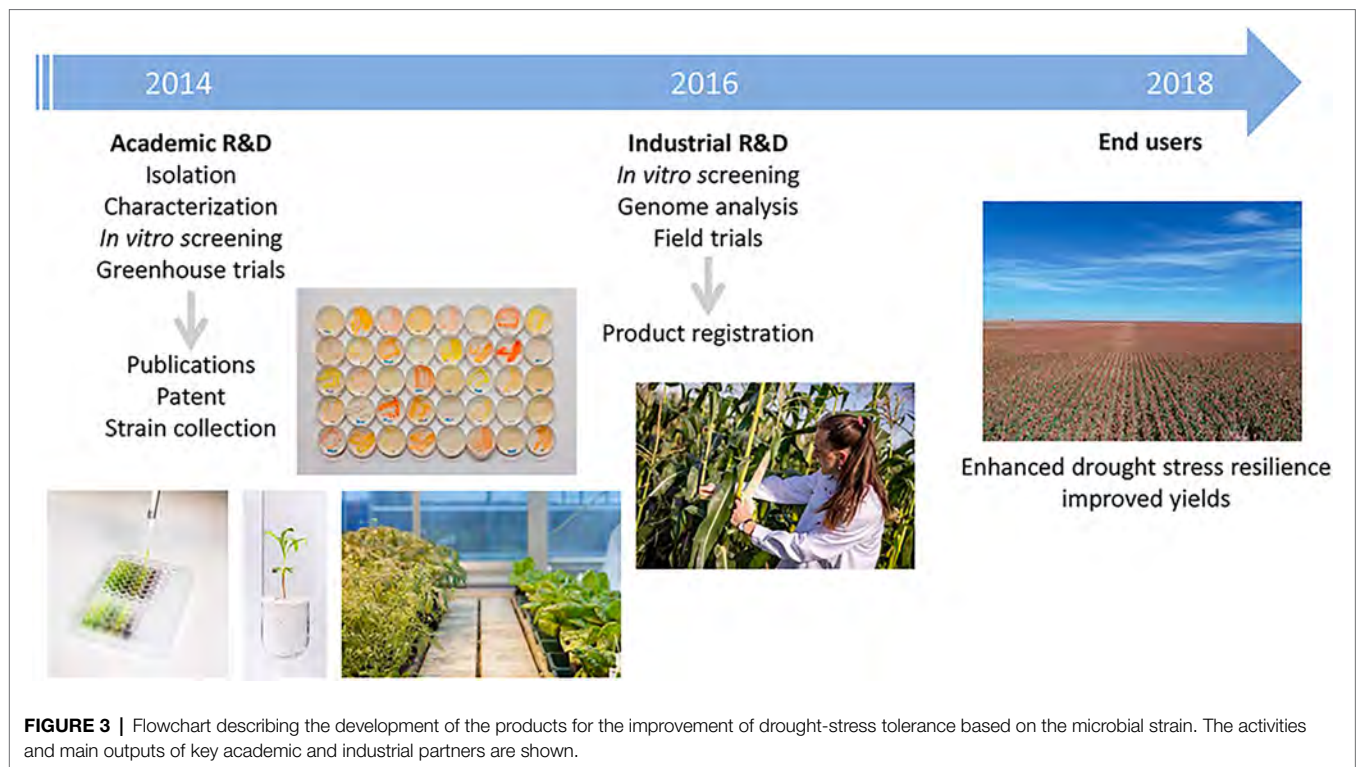 2014
2016
2018
Academic R&D
Isolation
Characterization
In vitro screening
Greenhouse trials
Publications
Patent
Strain collection
Industrial R&D
In vitro screening
Genome analysis
Field trials
Product registration
End users
Enhanced drought stress resilience
improved yields
FIGURE 3 | Flowchart describing the development of the products for the improvement of drought-stress tolerance based on the microbial strain. The activities
and main outputs of key academic and industrial partners are shown.